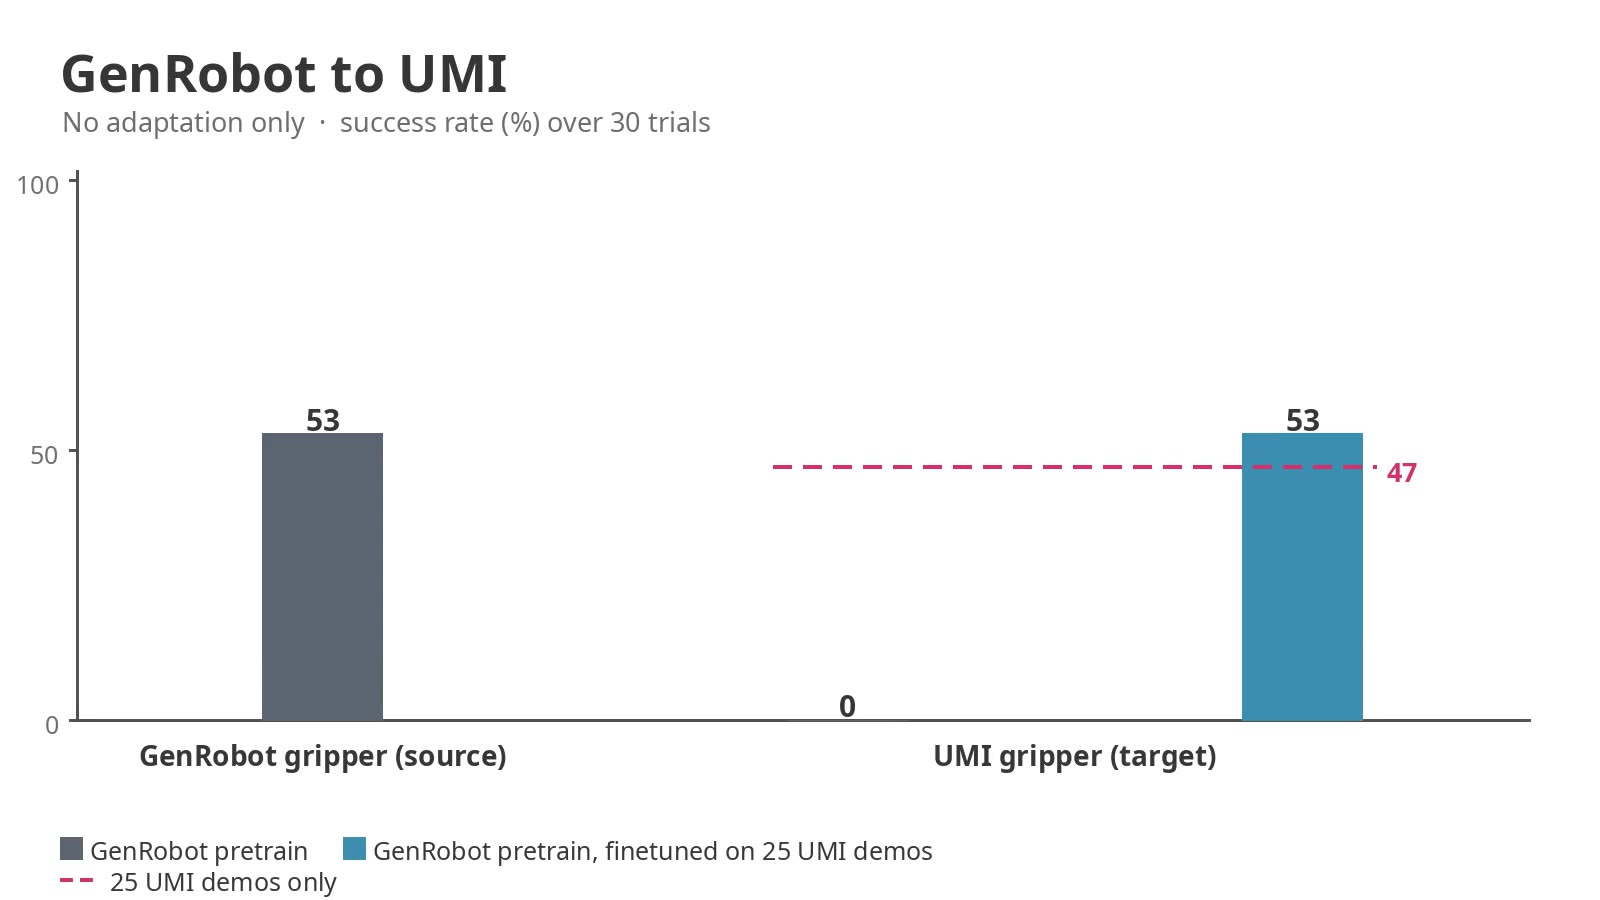 GenRobot to UMI
No adaptation only · success rate (%) over 30 trials
100
50
0
53
0
53
47
GenRobot gripper (source)
UMI gripper (target)
GenRobot pretrain
GenRobot pretrain, finetuned on 25 UMI demos
25 UMI demos only